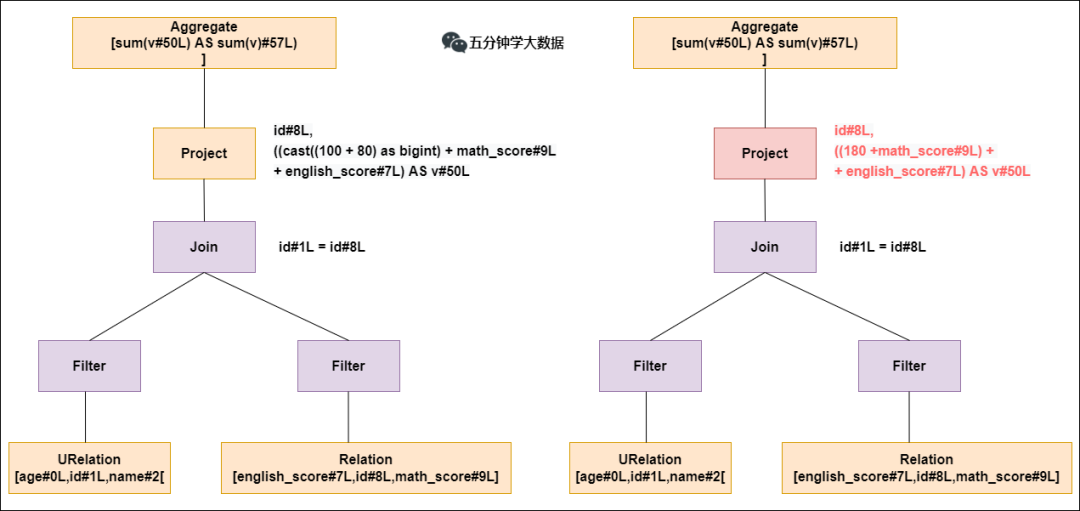 Aggregate
[sum(v#50L) AS sum(v)#57L)
]
五分钟学大数据
Aggregate
[sum(v#50L) AS sum(v)#57L)
]
Project
id#8L,
((cast((100 + 80) as bigint) + math_score#9L
+ english_score#7L) AS v#50L
Project
id#8L,
((180 +math_score#9L) +
+ english_score#7L) AS v#50L
Join
id#1L = id#8L
Join
id#1L = id#8L
Filter
Filter
Filter
Filter
URelation
[age#0L,id#1L,name#2[
Relation
[english_score#7L,id#8L,math_score#9L]
URelation
[age#0L,id#1L,name#2[
Relation
[english_score#7L,id#8L,math_score#9L]